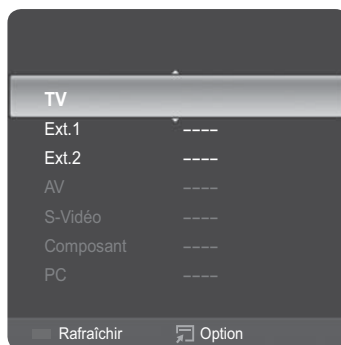 TV
Ext.1 ----
Ext.2 ----
AV
S-Vidéo ----
Composant ----
PC ----
Rafraîchir Option